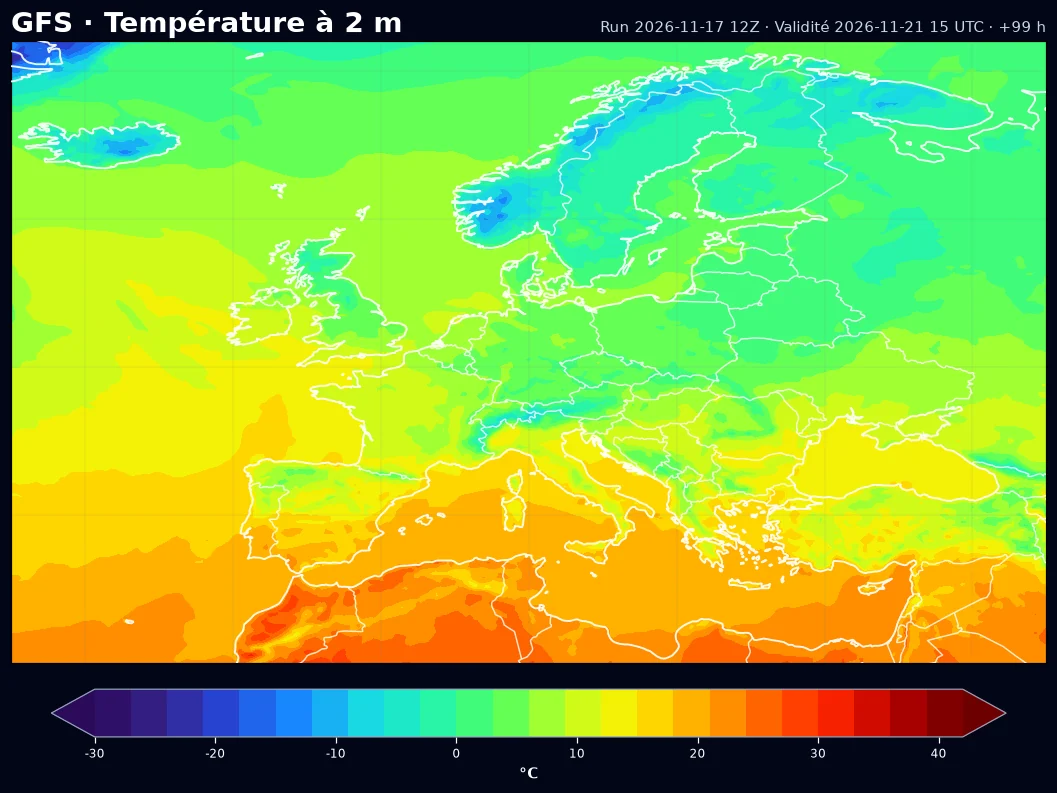 GFS · Température à 2 m
Run 2026-11-17 12Z · Validité 2026-11-21 15 UTC · +99 h
-30 -20 -10 0 10 20 30 40
°C